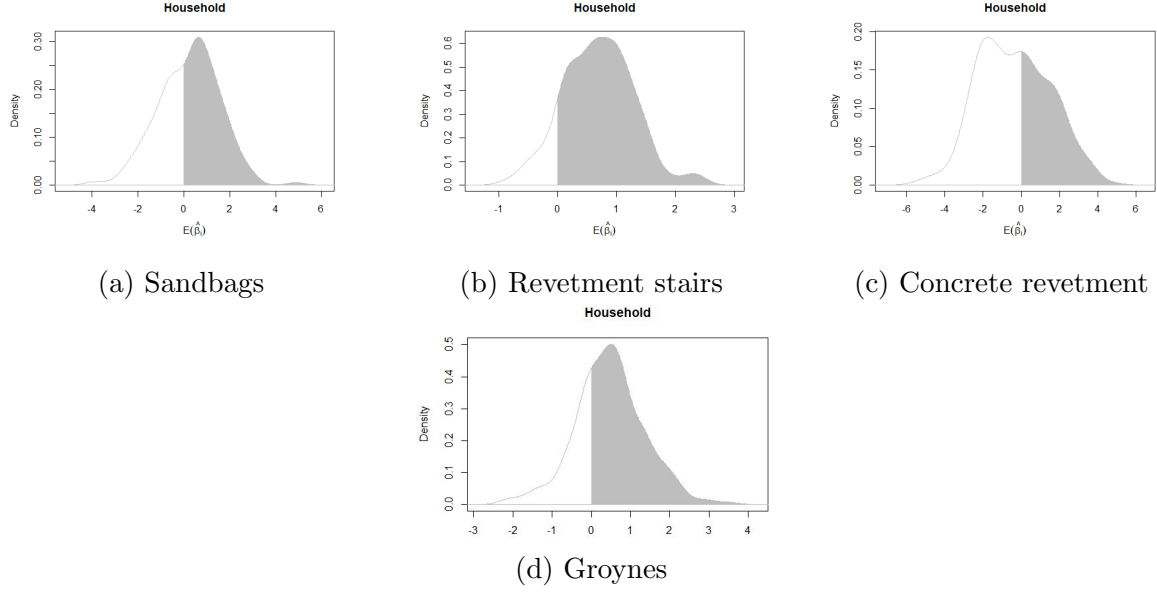 Household
Household
Household
Density
0.00 0.10 0.20 0.30
-4 -2 0 2 4 6
E(β̂ᵢ)
Density
0.0 0.1 0.2 0.3 0.4 0.5 0.6
-1 0 1 2 3
E(β̂ᵢ)
Density
0.00 0.05 0.10 0.15 0.20
-6 -4 -2 0 2 4 6
E(β̂ᵢ)
(a) Sandbags
(b) Revetment stairs
(c) Concrete revetment
Household
Density
0.0 0.1 0.2 0.3 0.4 0.5
-3 -2 -1 0 1 2 3 4
(d) Groynes